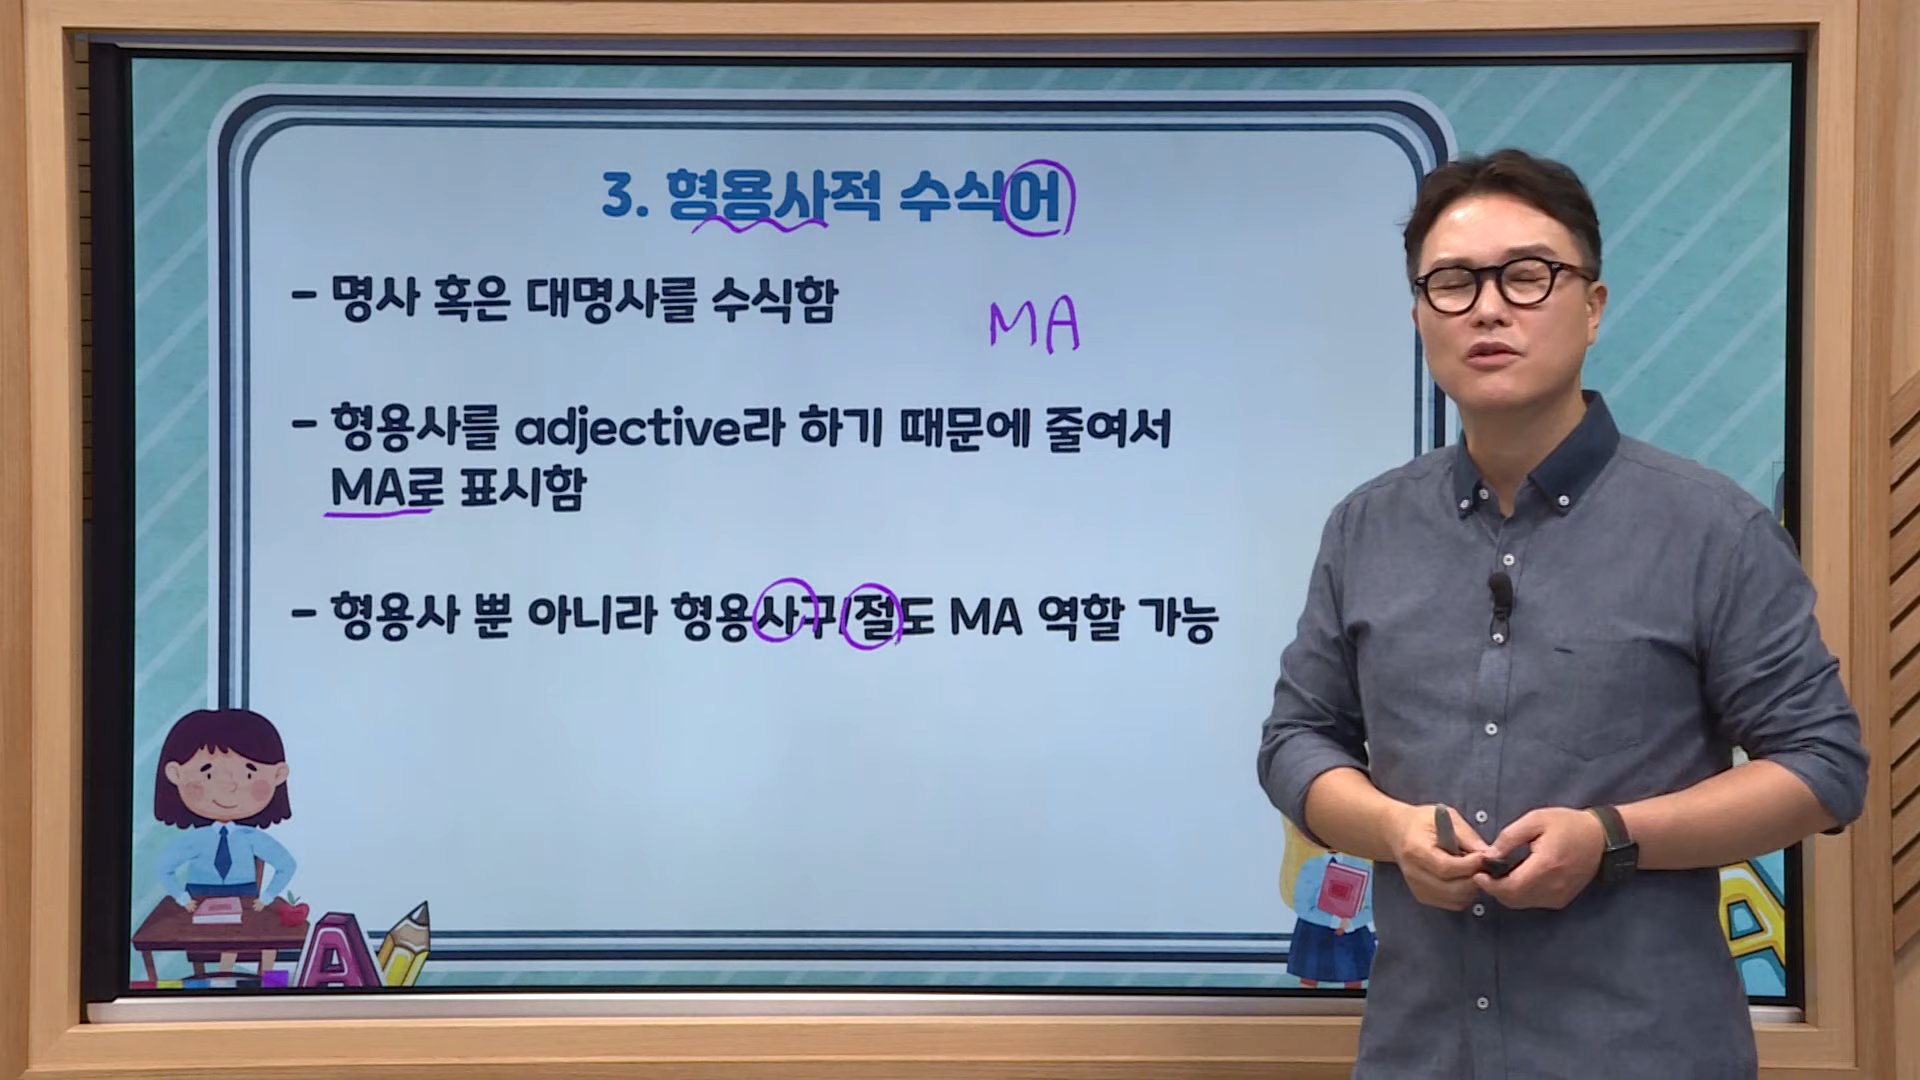 3. 형용사적 수식어
- 명사 혹은 대명사를 수식함
MA
- 형용사를 adjective라 하기 때문에 줄여서
MA로 표시함
- 형용사 뿐 아니라 형용사구/절도 MA 역할 가능
A
A